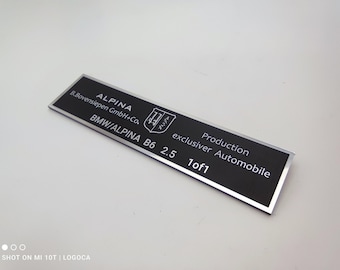 ALPINA
B.Bovensiepen GmbH+Co.
Production
exclusiver Automobile
BMW/ALPINA B6 2.5 1of1
SHOT ON MI 10T | LOGOCA